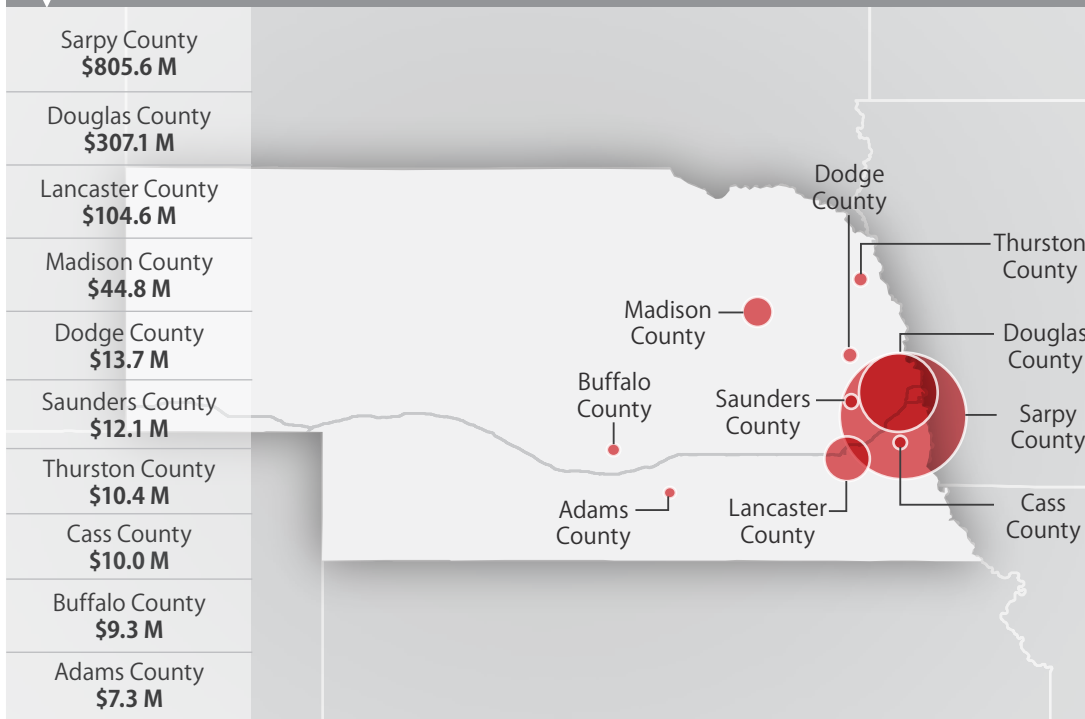 Sarpy County
$805.6 M
Douglas County
$307.1 M
Lancaster County
$104.6 M
Madison County
$44.8 M
Dodge County
$13.7 M
Saunders County
$12.1 M
Thurston County
$10.4 M
Cass County
$10.0 M
Buffalo County
$9.3 M
Adams County
$7.3 M
Dodge
County
Thurston
County
Madison
County
Douglas
County
Buffalo
County
Saunders
County
Sarpy
County
Adams
County
Lancaster
County
Cass
County